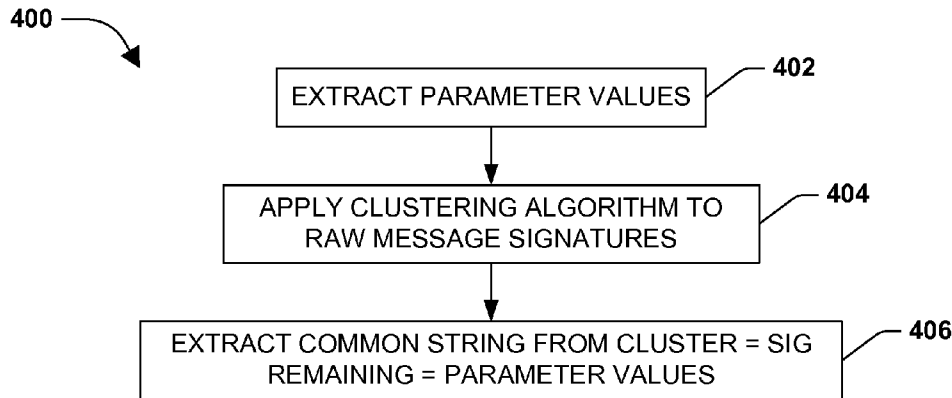 400
EXTRACT PARAMETER VALUES
402
APPLY CLUSTERING ALGORITHM TO
RAW MESSAGE SIGNATURES
404
EXTRACT COMMON STRING FROM CLUSTER = SIG
REMAINING = PARAMETER VALUES
406